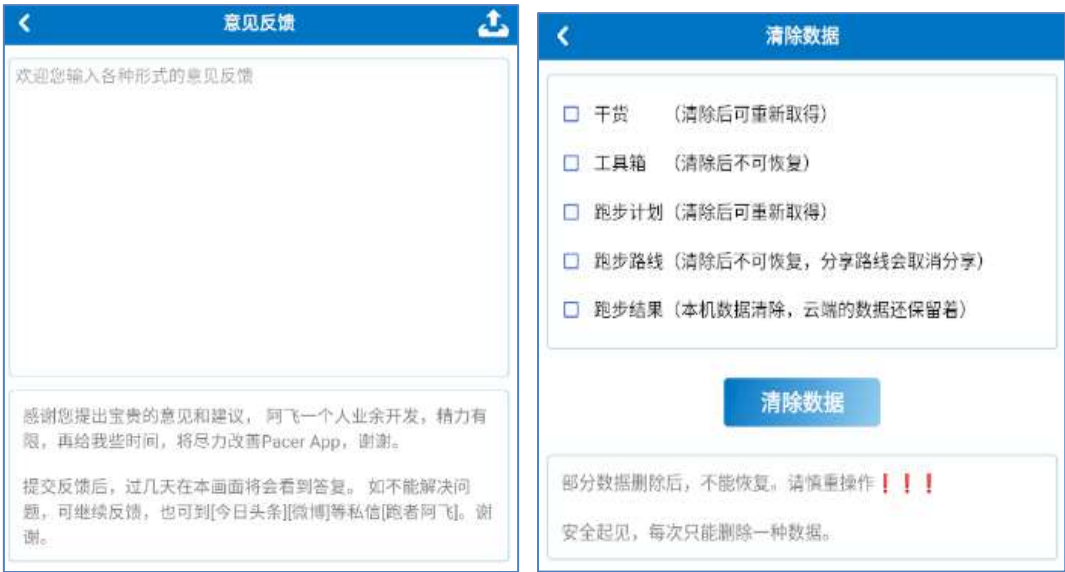 意见反馈
欢迎您输入各种形式的意见反馈
感谢您提出宝贵的意见和建议， 阿飞一个人业余开发，精力有
限，再给我些时间，将尽力改善Pacer App，谢谢。
提交反馈后，过几天在本画面将会看到答复。 如不能解决问
题，可继续反馈，也可到[今日头条][微博]等私信[跑者阿飞]。谢
谢。
清除数据
干货 （清除后可重新取得）
工具箱 （清除后不可恢复）
跑步计划（清除后可重新取得）
跑步路线（清除后不可恢复，分享路线会取消分享）
跑步结果（本机数据清除，云端的数据还保留着）
清除数据
部分数据删除后，不能恢复。请慎重操作❗❗❗
安全起见，每次只能删除一种数据。